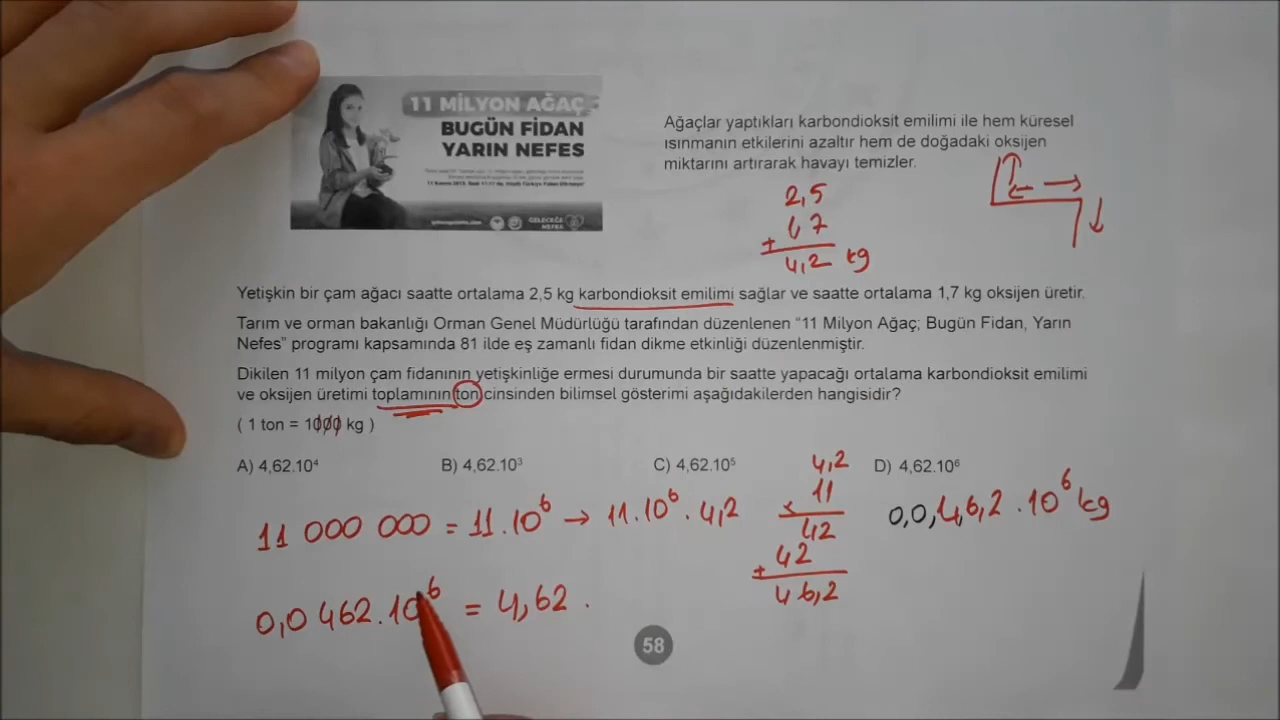 11 MİLYON AĞAÇ
BUGÜN FİDAN
YARIN NEFES
GELECEĞE
NEFES
Ağaçlar yaptıkları karbondioksit emilimi ile hem küresel
ısınmanın etkilerini azaltır hem de doğadaki oksijen
miktarını artırarak havayı temizler.
2,5
1,7
+
4,2 kg
Yetişkin bir çam ağacı saatte ortalama 2,5 kg karbondioksit emilimi sağlar ve saatte ortalama 1,7 kg oksijen üretir.
Tarım ve orman bakanlığı Orman Genel Müdürlüğü tarafından düzenlenen “11 Milyon Ağaç; Bugün Fidan, Yarın
Nefes” programı kapsamında 81 ilde eş zamanlı fidan dikme etkinliği düzenlenmiştir.
Dikilen 11 milyon çam fidanının yetişkinliğe ermesi durumunda bir saatte yapacağı ortalama karbondioksit emilimi
ve oksijen üretimi toplamının ton cinsinden bilimsel gösterimi aşağıdakilerden hangisidir?
( 1 ton = 1000 kg )
A) 4,62.10⁴ B) 4,62.10³ C) 4,62.10⁵ D) 4,62.10⁶
11 000 000 = 11.10⁶ → 11.10⁶.4,2
4,2
x 11
42
+ 42
46,2
0,0,4,6,2.10⁶ kg
0,0462.10⁶ = 4,62 .
58